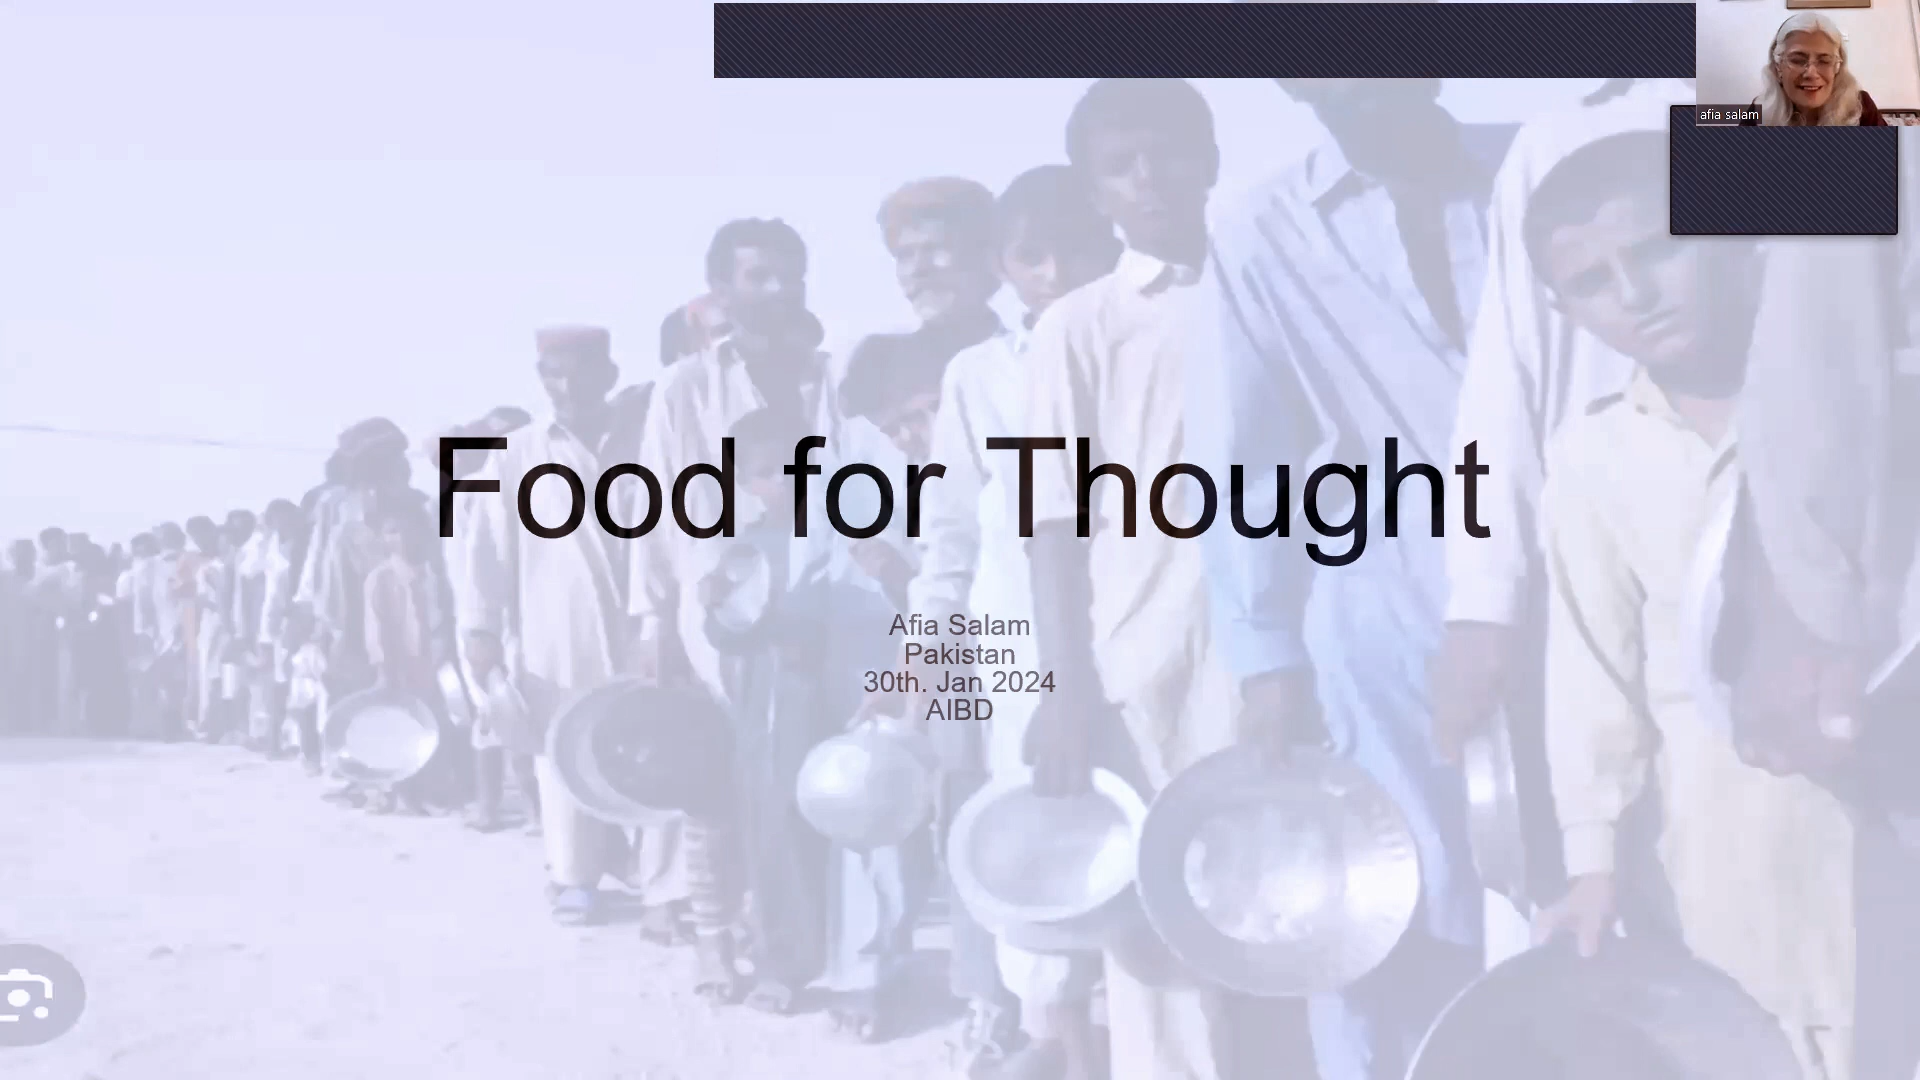 afia salam
Food for Thought
Afia Salam
Pakistan
30th. Jan 2024
AIBD